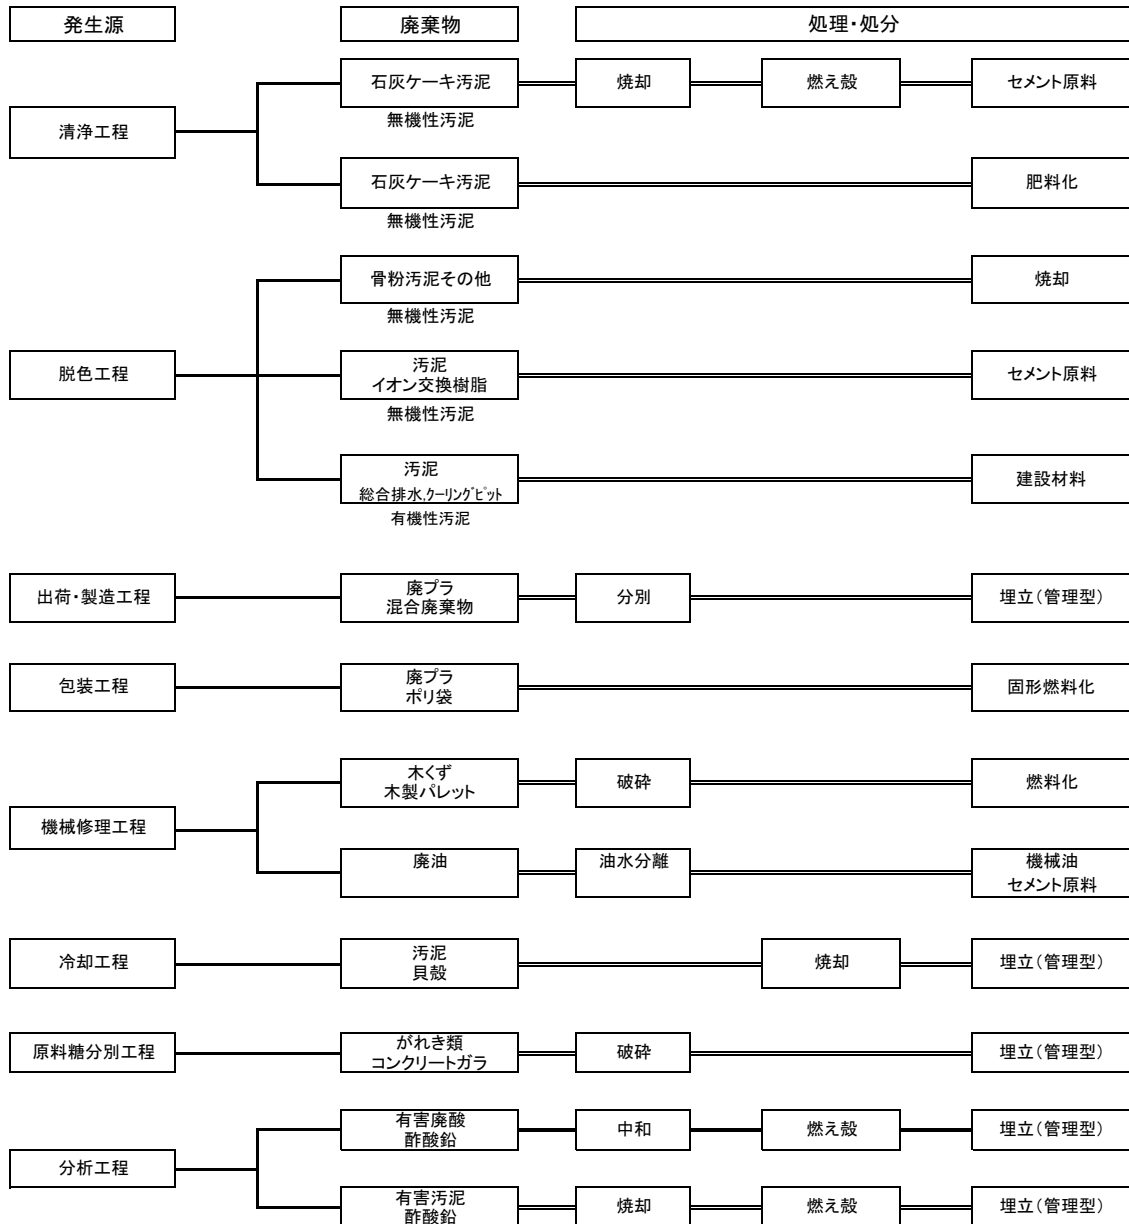 発生源
廃棄物
処理・処分
清浄工程
石灰ケーキ汚泥
焼却
燃え殻
セメント原料
無機性汚泥
石灰ケーキ汚泥
肥料化
無機性汚泥
脱色工程
骨粉汚泥その他
焼却
無機性汚泥
汚泥
イオン交換樹脂
セメント原料
無機性汚泥
汚泥
総合排水,クーリングピット
建設材料
有機性汚泥
出荷・製造工程
廃プラ
混合廃棄物
分別
埋立(管理型)
包装工程
廃プラ
ポリ袋
固形燃料化
機械修理工程
木くず
木製パレット
破砕
燃料化
廃油
油水分離
機械油
セメント原料
冷却工程
汚泥
貝殻
焼却
埋立(管理型)
原料糖分別工程
がれき類
コンクリートガラ
破砕
埋立(管理型)
分析工程
有害廃酸
酢酸鉛
中和
燃え殻
埋立(管理型)
有害汚泥
酢酸鉛
焼却
燃え殻
埋立(管理型)